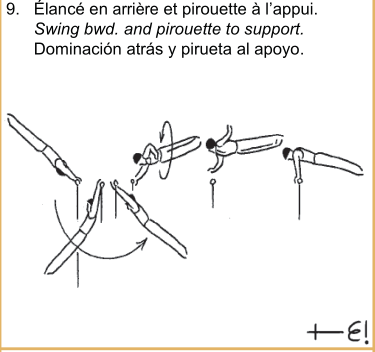 9. Élancé en arrière et pirouette à l'appui.
Swing bwd. and pirouette to support.
Dominación atrás y pirueta al apoyo.